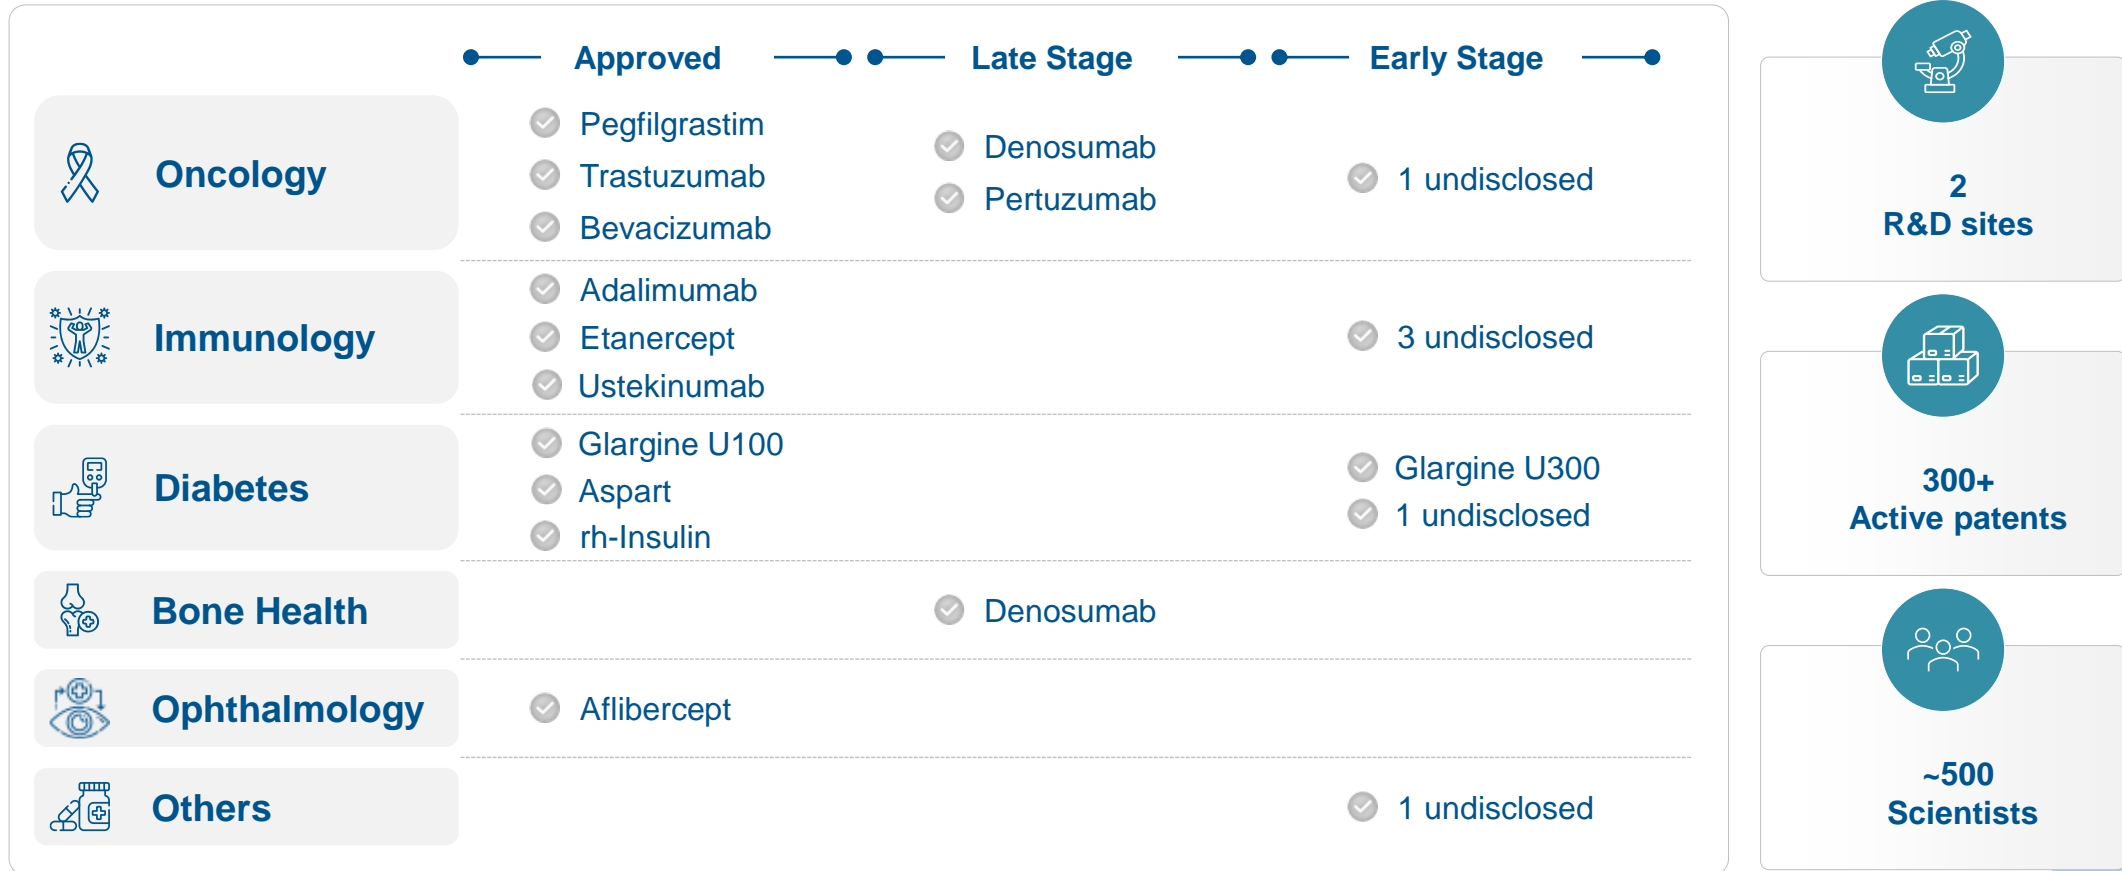 Approved
Late Stage
Early Stage
Oncology
Pegfilgrastim
Trastuzumab
Bevacizumab
Denosumab
Pertuzumab
1 undisclosed
Immunology
Adalimumab
Etanercept
Ustekinumab
3 undisclosed
Diabetes
Glargine U100
Aspart
rh-Insulin
Glargine U300
1 undisclosed
Bone Health
Denosumab
Ophthalmology
Aflibercept
Others
1 undisclosed
2
R&D sites
300+
Active patents
~500
Scientists